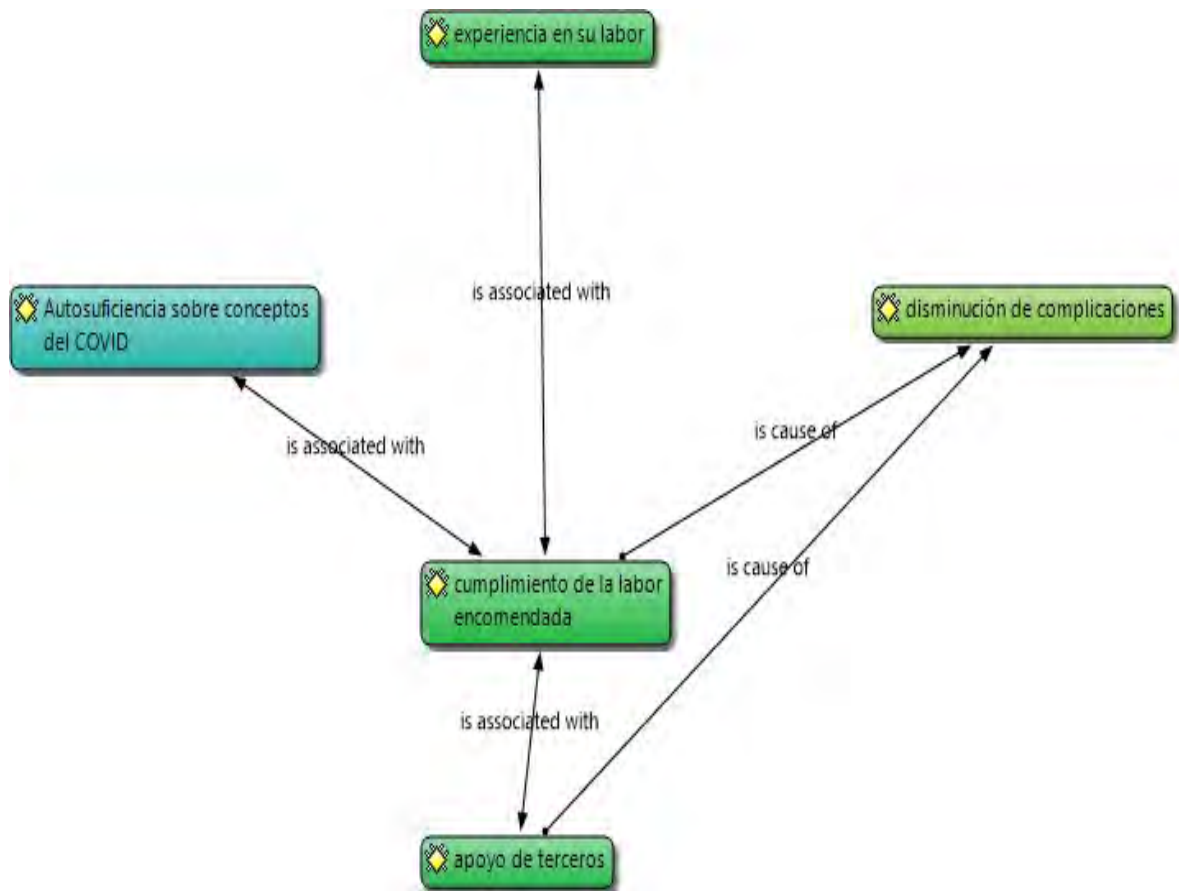 experiencia en su labor
is associated with
Autosuficiencia sobre conceptos
del COVID
disminución de complicaciones
is associated with
is cause of
cumplimiento de la labor
encomendada
is cause of
is associated with
apoyo de terceros